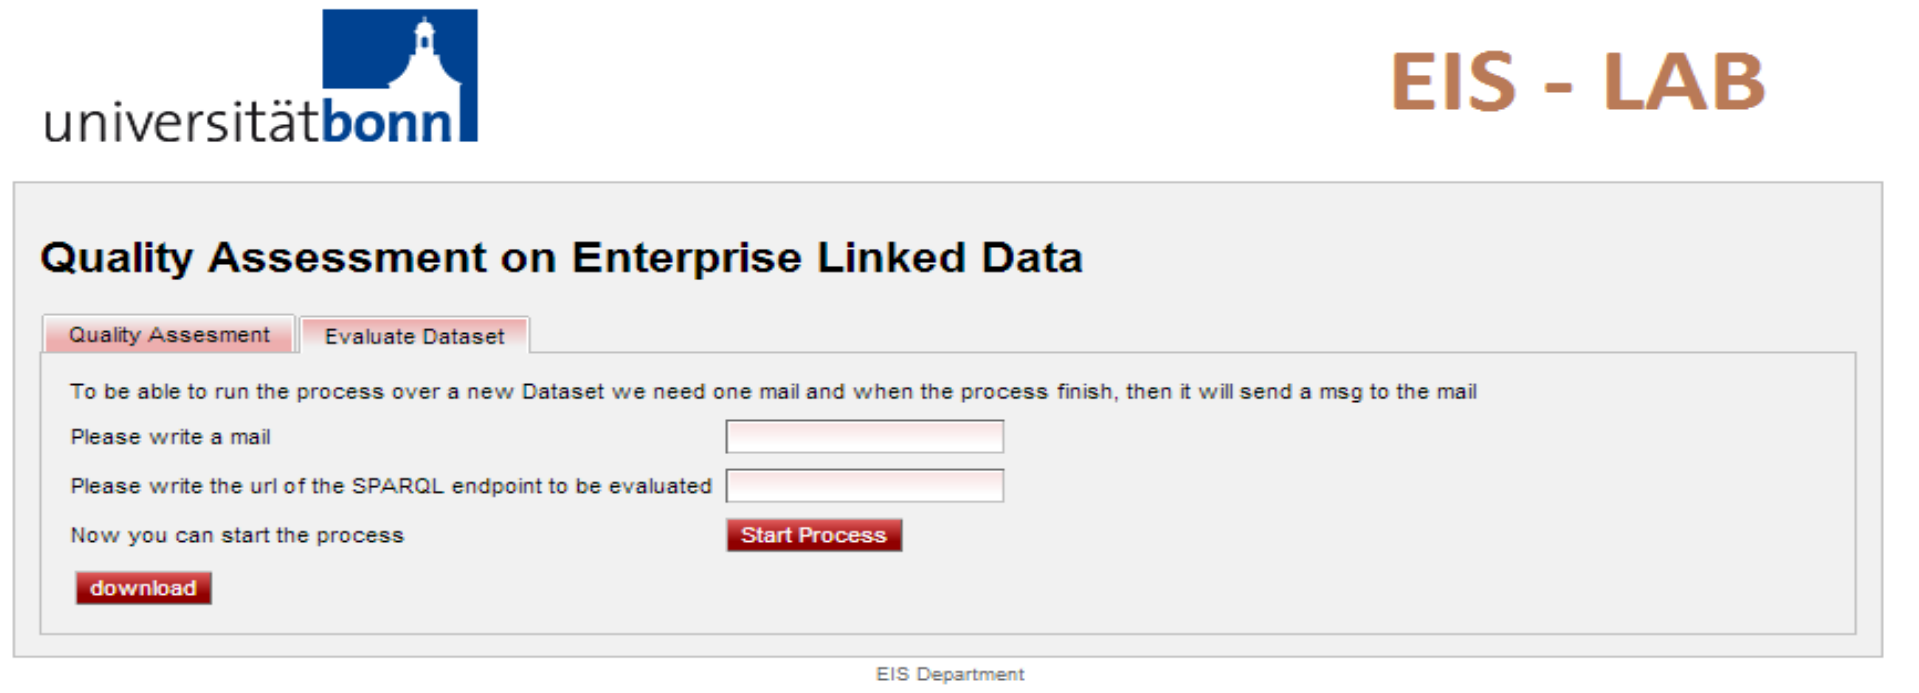 universitätbonn
EIS - LAB
Quality Assessment on Enterprise Linked Data
Quality Assesment
Evaluate Dataset
To be able to run the process over a new Dataset we need one mail and when the process finish, then it will send a msg to the mail
Please write a mail
Please write the url of the SPARQL endpoint to be evaluated
Now you can start the process
Start Process
download
EIS Department